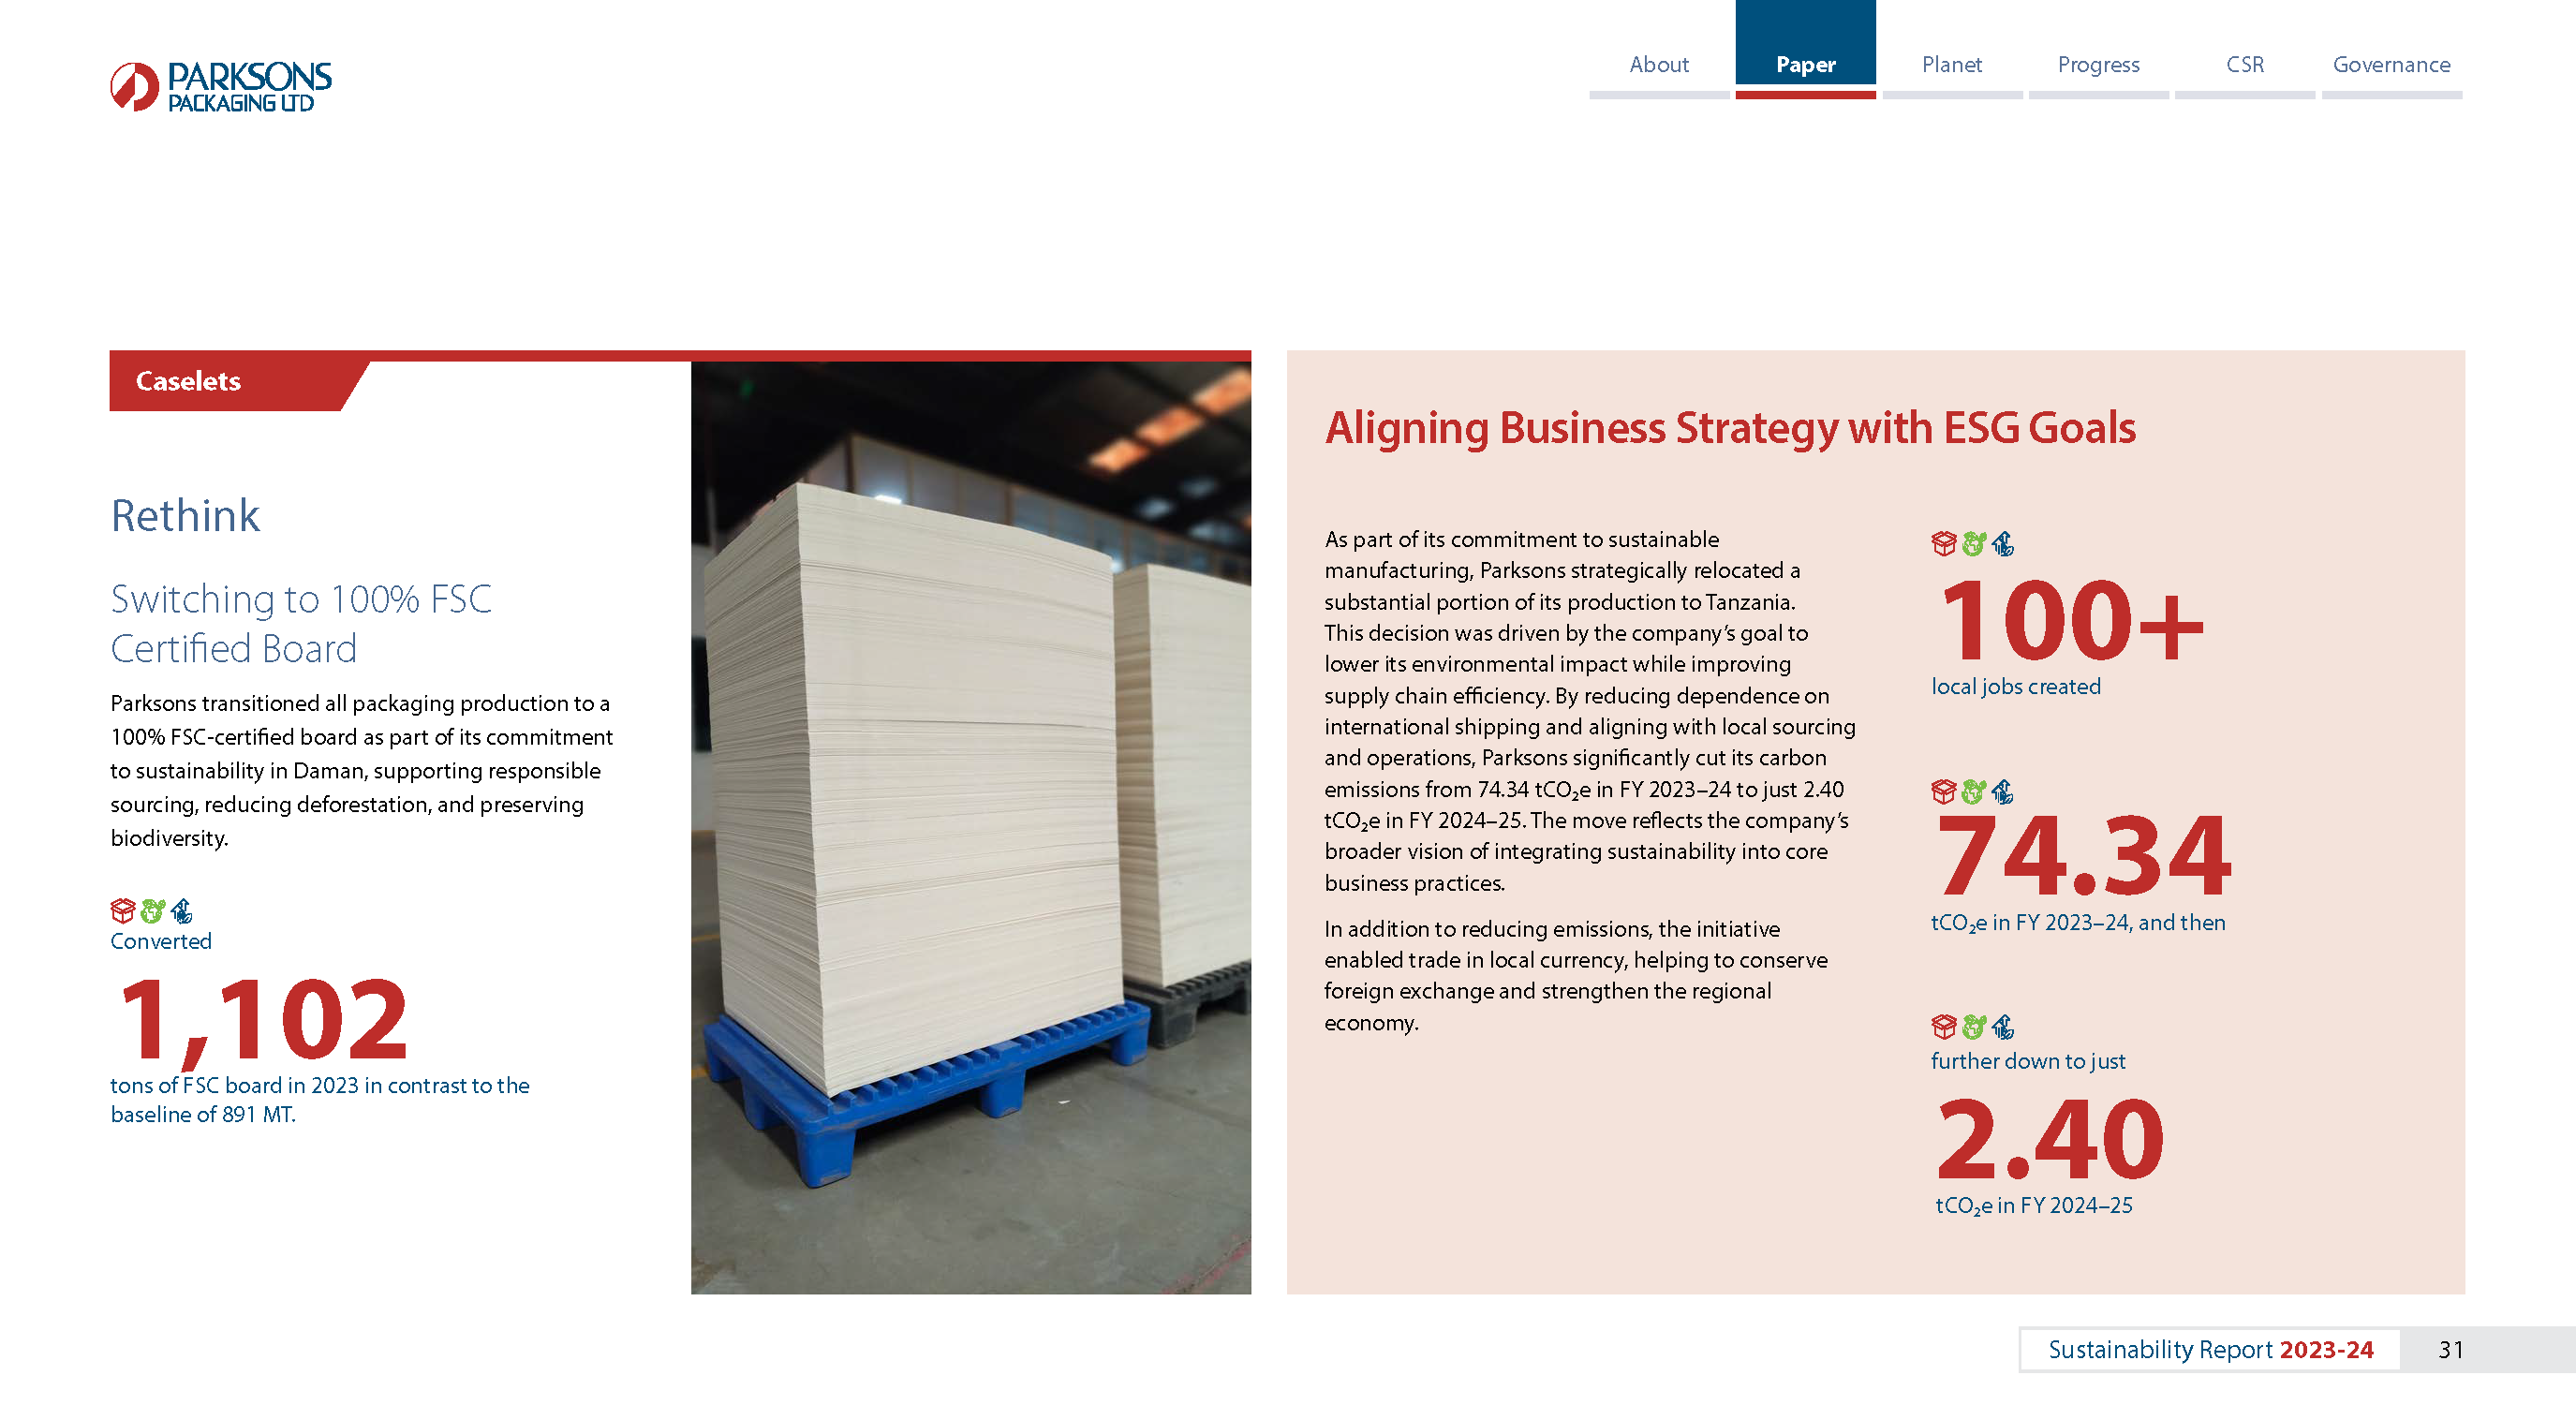 PARKSONS
PACKAGING LTD
About
Paper
Planet
Progress
CSR
Governance
Caselets
Rethink
Switching to 100% FSC
Certified Board
Parksons transitioned all packaging production to a
100% FSC-certified board as part of its commitment
to sustainability in Daman, supporting responsible
sourcing, reducing deforestation, and preserving
biodiversity.
Converted
1,102
tons of FSC board in 2023 in contrast to the
baseline of 891 MT.
Aligning Business Strategy with ESG Goals
As part of its commitment to sustainable
manufacturing, Parksons strategically relocated a
substantial portion of its production to Tanzania.
This decision was driven by the company’s goal to
lower its environmental impact while improving
supply chain efficiency. By reducing dependence on
international shipping and aligning with local sourcing
and operations, Parksons significantly cut its carbon
emissions from 74.34 tCO₂e in FY 2023–24 to just 2.40
tCO₂e in FY 2024–25. The move reflects the company’s
broader vision of integrating sustainability into core
business practices.
In addition to reducing emissions, the initiative
enabled trade in local currency, helping to conserve
foreign exchange and strengthen the regional
economy.
100+
local jobs created
74.34
tCO₂e in FY 2023–24, and then
further down to just
2.40
tCO₂e in FY 2024–25
Sustainability Report 2023-24
31